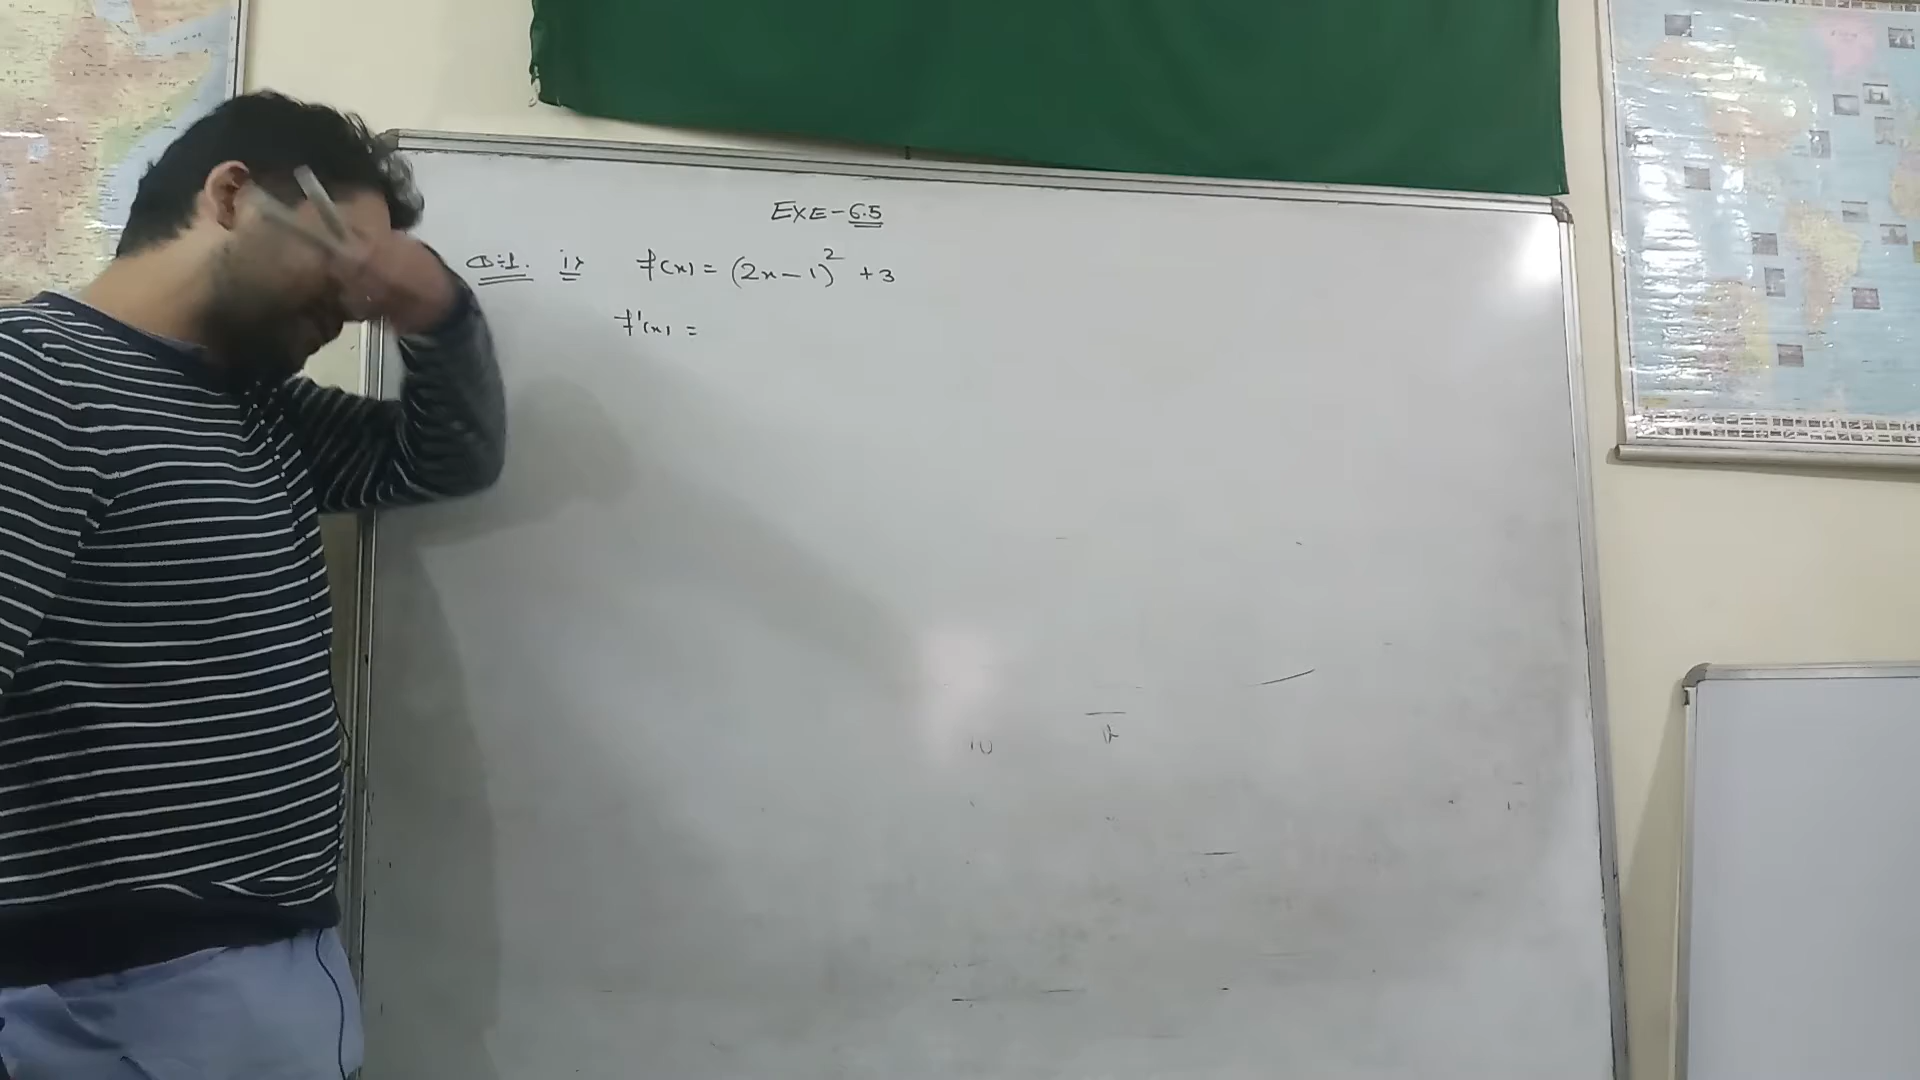 EXE-6.5
Q:1. i> f(x) = (2x-1)² + 3
f'(x) =